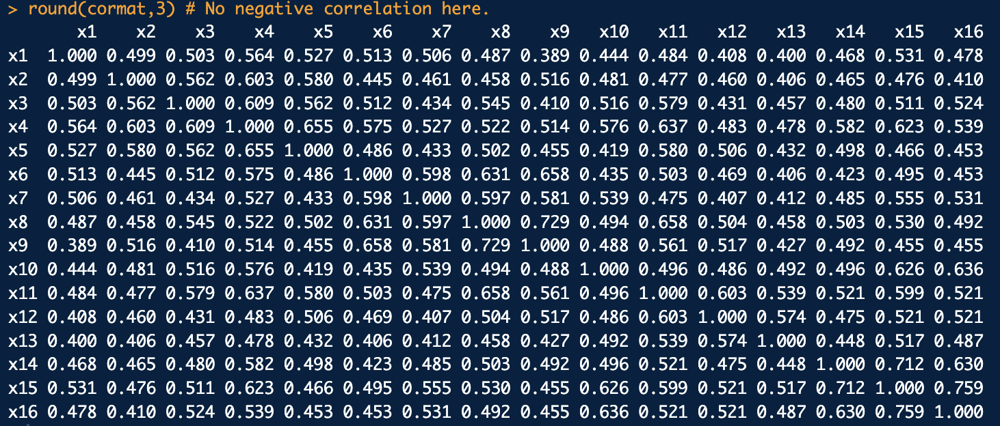 > round(cormat,3) # No negative correlation here.
x1 x2 x3 x4 x5 x6 x7 x8 x9 x10 x11 x12 x13 x14 x15 x16
x1 1.000 0.499 0.503 0.564 0.527 0.513 0.506 0.487 0.389 0.444 0.484 0.408 0.400 0.468 0.531 0.478
x2 0.499 1.000 0.562 0.603 0.580 0.445 0.461 0.458 0.516 0.481 0.477 0.460 0.406 0.465 0.476 0.410
x3 0.503 0.562 1.000 0.609 0.562 0.512 0.434 0.545 0.410 0.516 0.579 0.431 0.457 0.480 0.511 0.524
x4 0.564 0.603 0.609 1.000 0.655 0.575 0.527 0.522 0.514 0.576 0.637 0.483 0.478 0.582 0.623 0.539
x5 0.527 0.580 0.562 0.655 1.000 0.486 0.433 0.502 0.455 0.419 0.580 0.506 0.432 0.498 0.466 0.453
x6 0.513 0.445 0.512 0.575 0.486 1.000 0.598 0.631 0.658 0.435 0.503 0.469 0.406 0.423 0.495 0.453
x7 0.506 0.461 0.434 0.527 0.433 0.598 1.000 0.597 0.581 0.539 0.475 0.407 0.412 0.485 0.555 0.531
x8 0.487 0.458 0.545 0.522 0.502 0.631 0.597 1.000 0.729 0.494 0.658 0.504 0.458 0.503 0.530 0.492
x9 0.389 0.516 0.410 0.514 0.455 0.658 0.581 0.729 1.000 0.488 0.561 0.517 0.427 0.492 0.455 0.455
x10 0.444 0.481 0.516 0.576 0.419 0.435 0.539 0.494 0.488 1.000 0.496 0.486 0.492 0.496 0.626 0.636
x11 0.484 0.477 0.579 0.637 0.580 0.503 0.475 0.658 0.561 0.496 1.000 0.603 0.539 0.521 0.599 0.521
x12 0.408 0.460 0.431 0.483 0.506 0.469 0.407 0.504 0.517 0.486 0.603 1.000 0.574 0.475 0.521 0.521
x13 0.400 0.406 0.457 0.478 0.432 0.406 0.412 0.458 0.427 0.492 0.539 0.574 1.000 0.448 0.517 0.487
x14 0.468 0.465 0.480 0.582 0.498 0.423 0.485 0.503 0.492 0.496 0.521 0.475 0.448 1.000 0.712 0.630
x15 0.531 0.476 0.511 0.623 0.466 0.495 0.555 0.530 0.455 0.626 0.599 0.521 0.517 0.712 1.000 0.759
x16 0.478 0.410 0.524 0.539 0.453 0.453 0.531 0.492 0.455 0.636 0.521 0.521 0.487 0.630 0.759 1.000